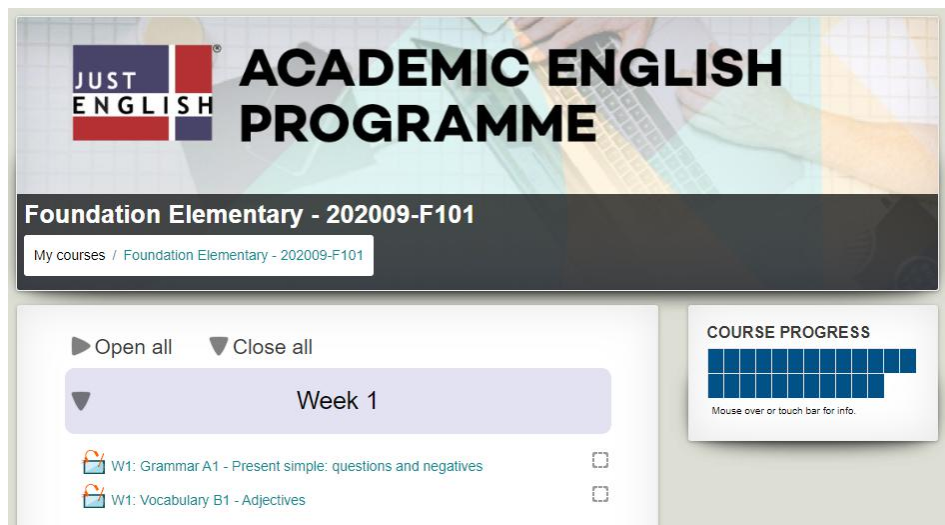 JUST
ENGLISH®
ACADEMIC ENGLISH
PROGRAMME
Foundation Elementary - 202009-F101
My courses / Foundation Elementary - 202009-F101
Open all Close all
Week 1
W1: Grammar A1 - Present simple: questions and negatives
W1: Vocabulary B1 - Adjectives
COURSE PROGRESS
Mouse over or touch bar for info.